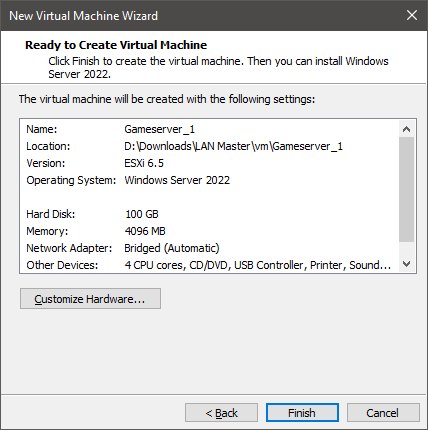 New Virtual Machine Wizard
Ready to Create Virtual Machine
Click Finish to create the virtual machine. Then you can install Windows
Server 2022.
The virtual machine will be created with the following settings:
Name: Gameserver_1
Location: D:\Downloads\LAN Master\vm\Gameserver_1
Version: ESXi 6.5
Operating System: Windows Server 2022
Hard Disk: 100 GB
Memory: 4096 MB
Network Adapter: Bridged (Automatic)
Other Devices: 4 CPU cores, CD/DVD, USB Controller, Printer, Sound...
Customize Hardware...
< Back Finish Cancel